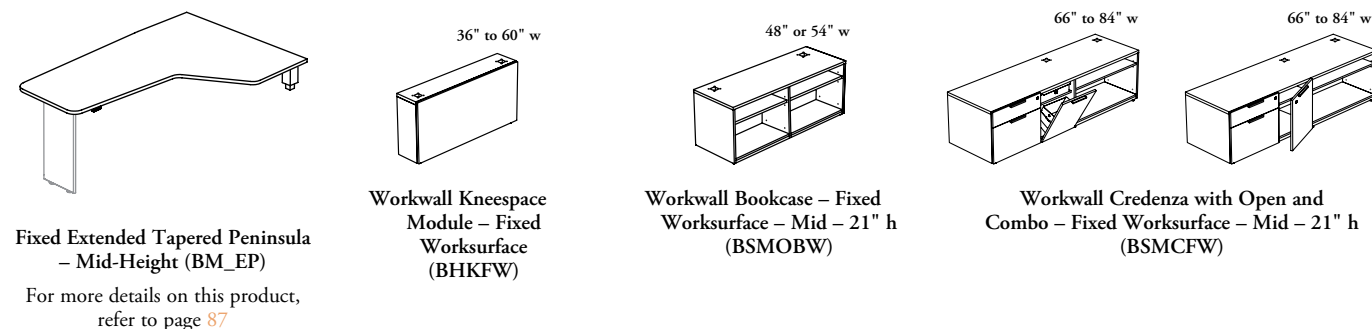 Fixed Extended Tapered Peninsula
– Mid-Height (BM_EP)
For more details on this product,
refer to page 87
36" to 60" w
Workwall Kneespace
Module – Fixed
Worksurface
(BHKFW)
48" or 54" w
Workwall Bookcase – Fixed
Worksurface – Mid – 21" h
(BSMOBW)
66" to 84" w
66" to 84" w
Workwall Credenza with Open and
Combo – Fixed Worksurface – Mid – 21" h
(BSMCFW)